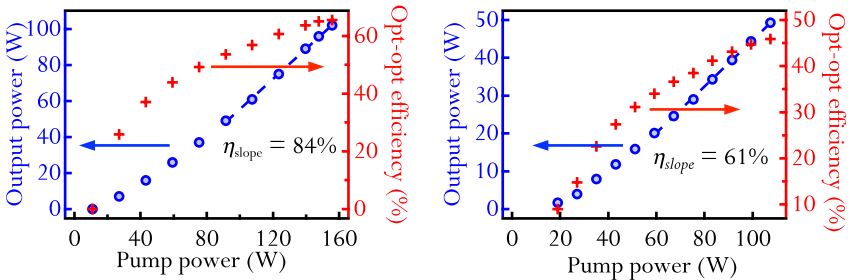 Output power (W)
100
80
60
40
20
0
η slope = 84%
60
40
20
0
Opt-opt efficiency (%)
0 40 80 120 160
Pump power (W)
Output power (W)
50
40
30
20
10
0
η slope = 61%
50
40
30
20
10
Opt-opt efficiency (%)
0 20 40 60 80 100
Pump power (W)